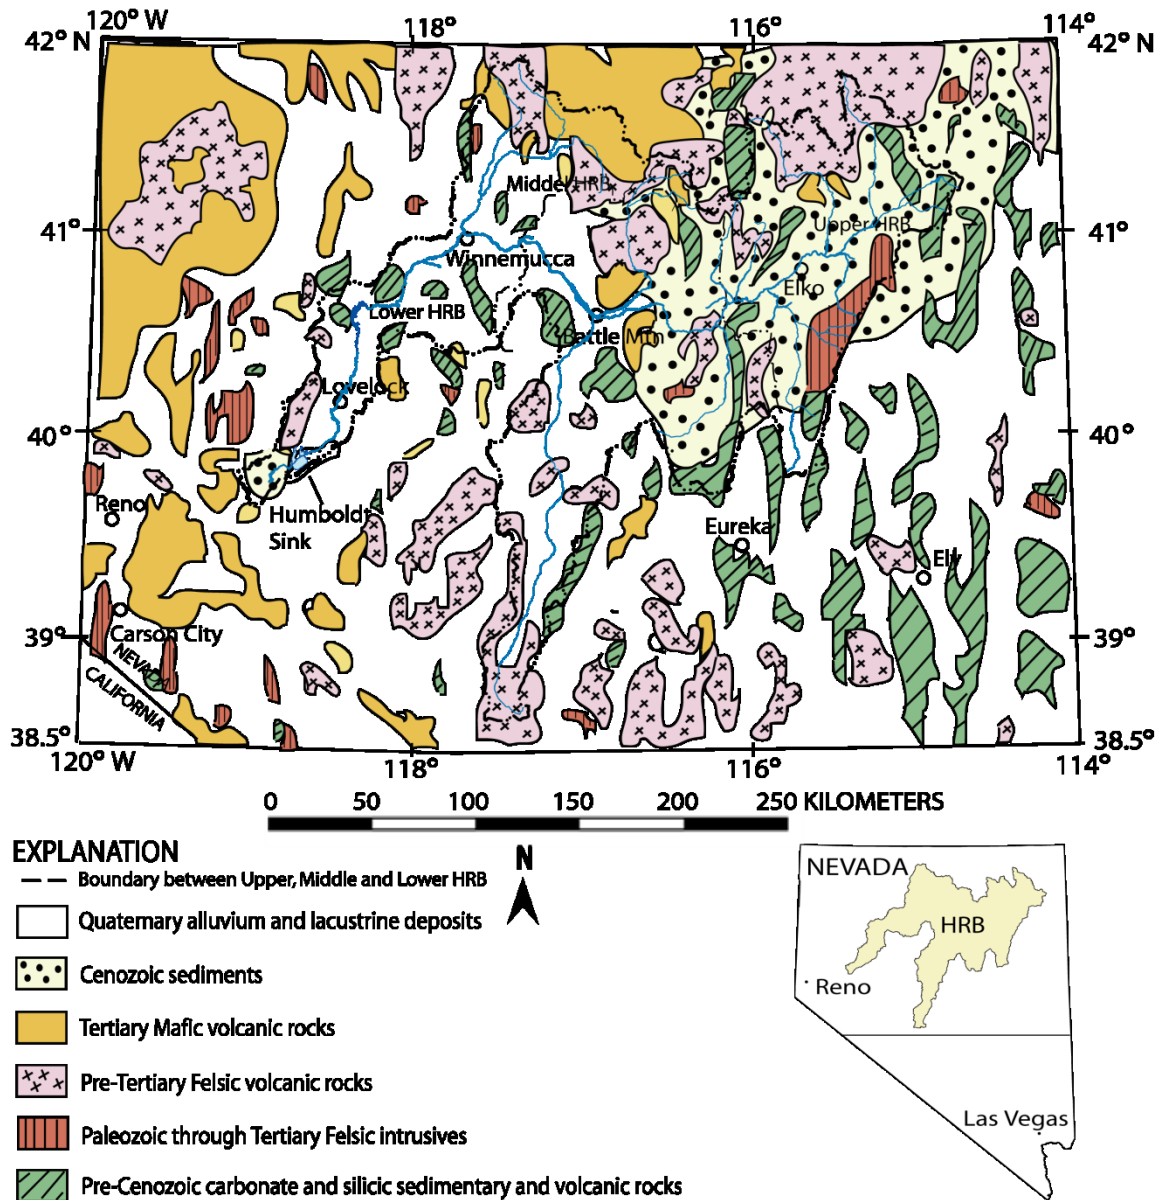 120° W
118°
116°
114°
42° N
42° N
Middel HRB
41°
Upper HRB
41°
Winnemucca
Elko
Lower HRB
Battle Mtn
Lovelock
40°
40°
Reno
Humboldt
Sink
Eureka
Ely
Carson City
39°
39°
NEVADA
CALIFORNIA
38.5°
38.5°
120° W
118°
116°
114°
0 50 100 150 200 250 KILOMETERS
EXPLANATION
N
Boundary between Upper, Middle and Lower HRB
Quaternary alluvium and lacustrine deposits
Cenozoic sediments
Tertiary Mafic volcanic rocks
Pre-Tertiary Felsic volcanic rocks
Paleozoic through Tertiary Felsic intrusives
Pre-Cenozoic carbonate and silicic sedimentary and volcanic rocks
NEVADA
HRB
Reno
Las Vegas